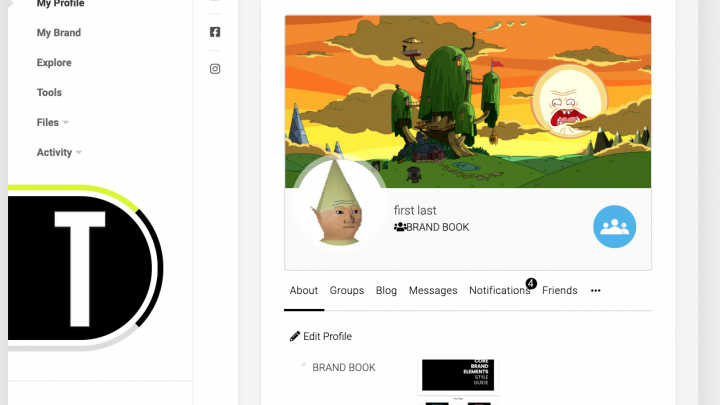 My Profile
My Brand
Explore
Tools
Files
Activity
T
first last
BRAND BOOK
About
Groups
Blog
Messages
Notifications
4
Friends
Edit Profile
BRAND BOOK
CORE
BRAND
ELEMENTS
STYLE
GUIDE